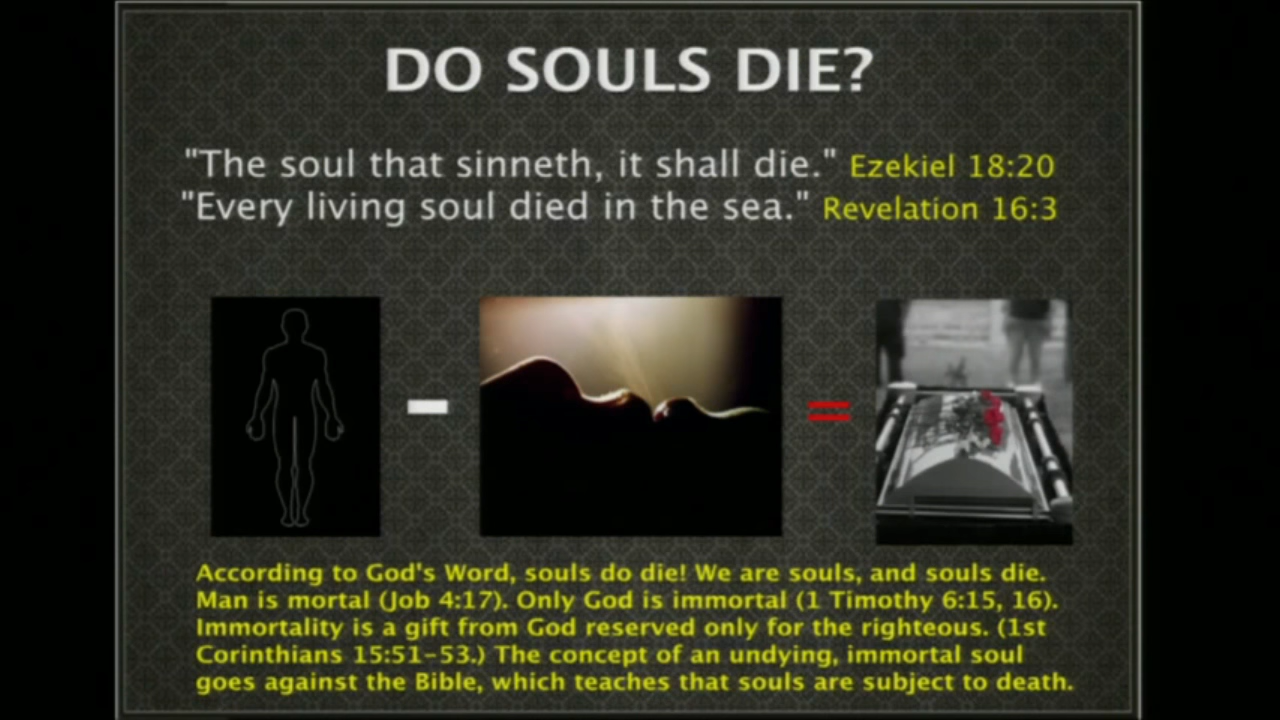 DO SOULS DIE?
"The soul that sinneth, it shall die." Ezekiel 18:20
"Every living soul died in the sea." Revelation 16:3
According to God's Word, souls do die! We are souls, and souls die.
Man is mortal (Job 4:17). Only God is immortal (1 Timothy 6:15, 16).
Immortality is a gift from God reserved only for the righteous. (1st
Corinthians 15:51-53.) The concept of an undying, immortal soul
goes against the Bible, which teaches that souls are subject to death.